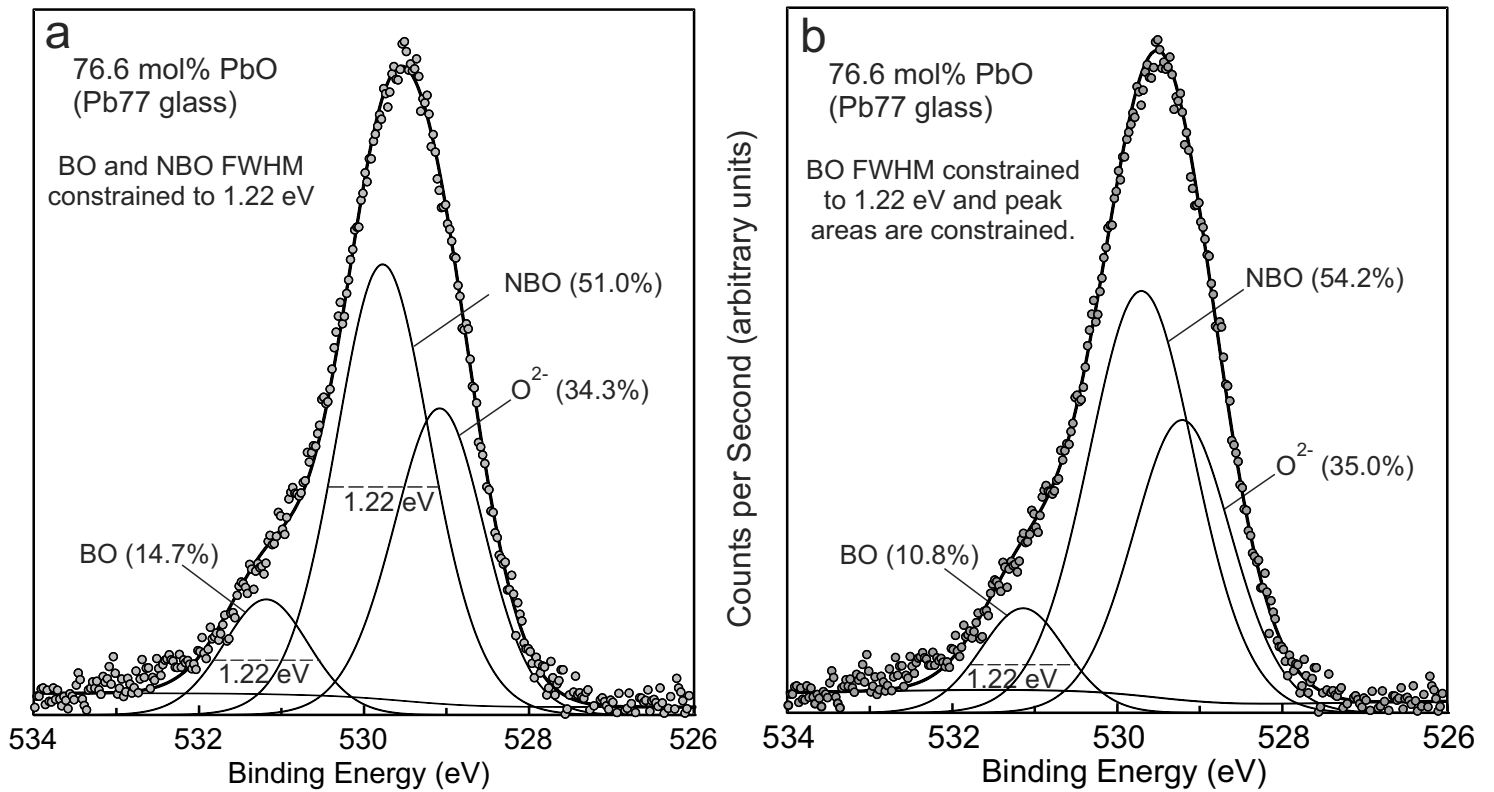 a
76.6 mol% PbO
(Pb77 glass)
BO and NBO FWHM
constrained to 1.22 eV
NBO (51.0%)
O²⁻ (34.3%)
1.22 eV
BO (14.7%)
1.22 eV
534 532 530 528 526
Binding Energy (eV)
Counts per Second (arbitrary units)
b
76.6 mol% PbO
(Pb77 glass)
BO FWHM constrained
to 1.22 eV and peak
areas are constrained.
NBO (54.2%)
O²⁻ (35.0%)
BO (10.8%)
1.22 eV
534 532 530 528 526
Binding Energy (eV)